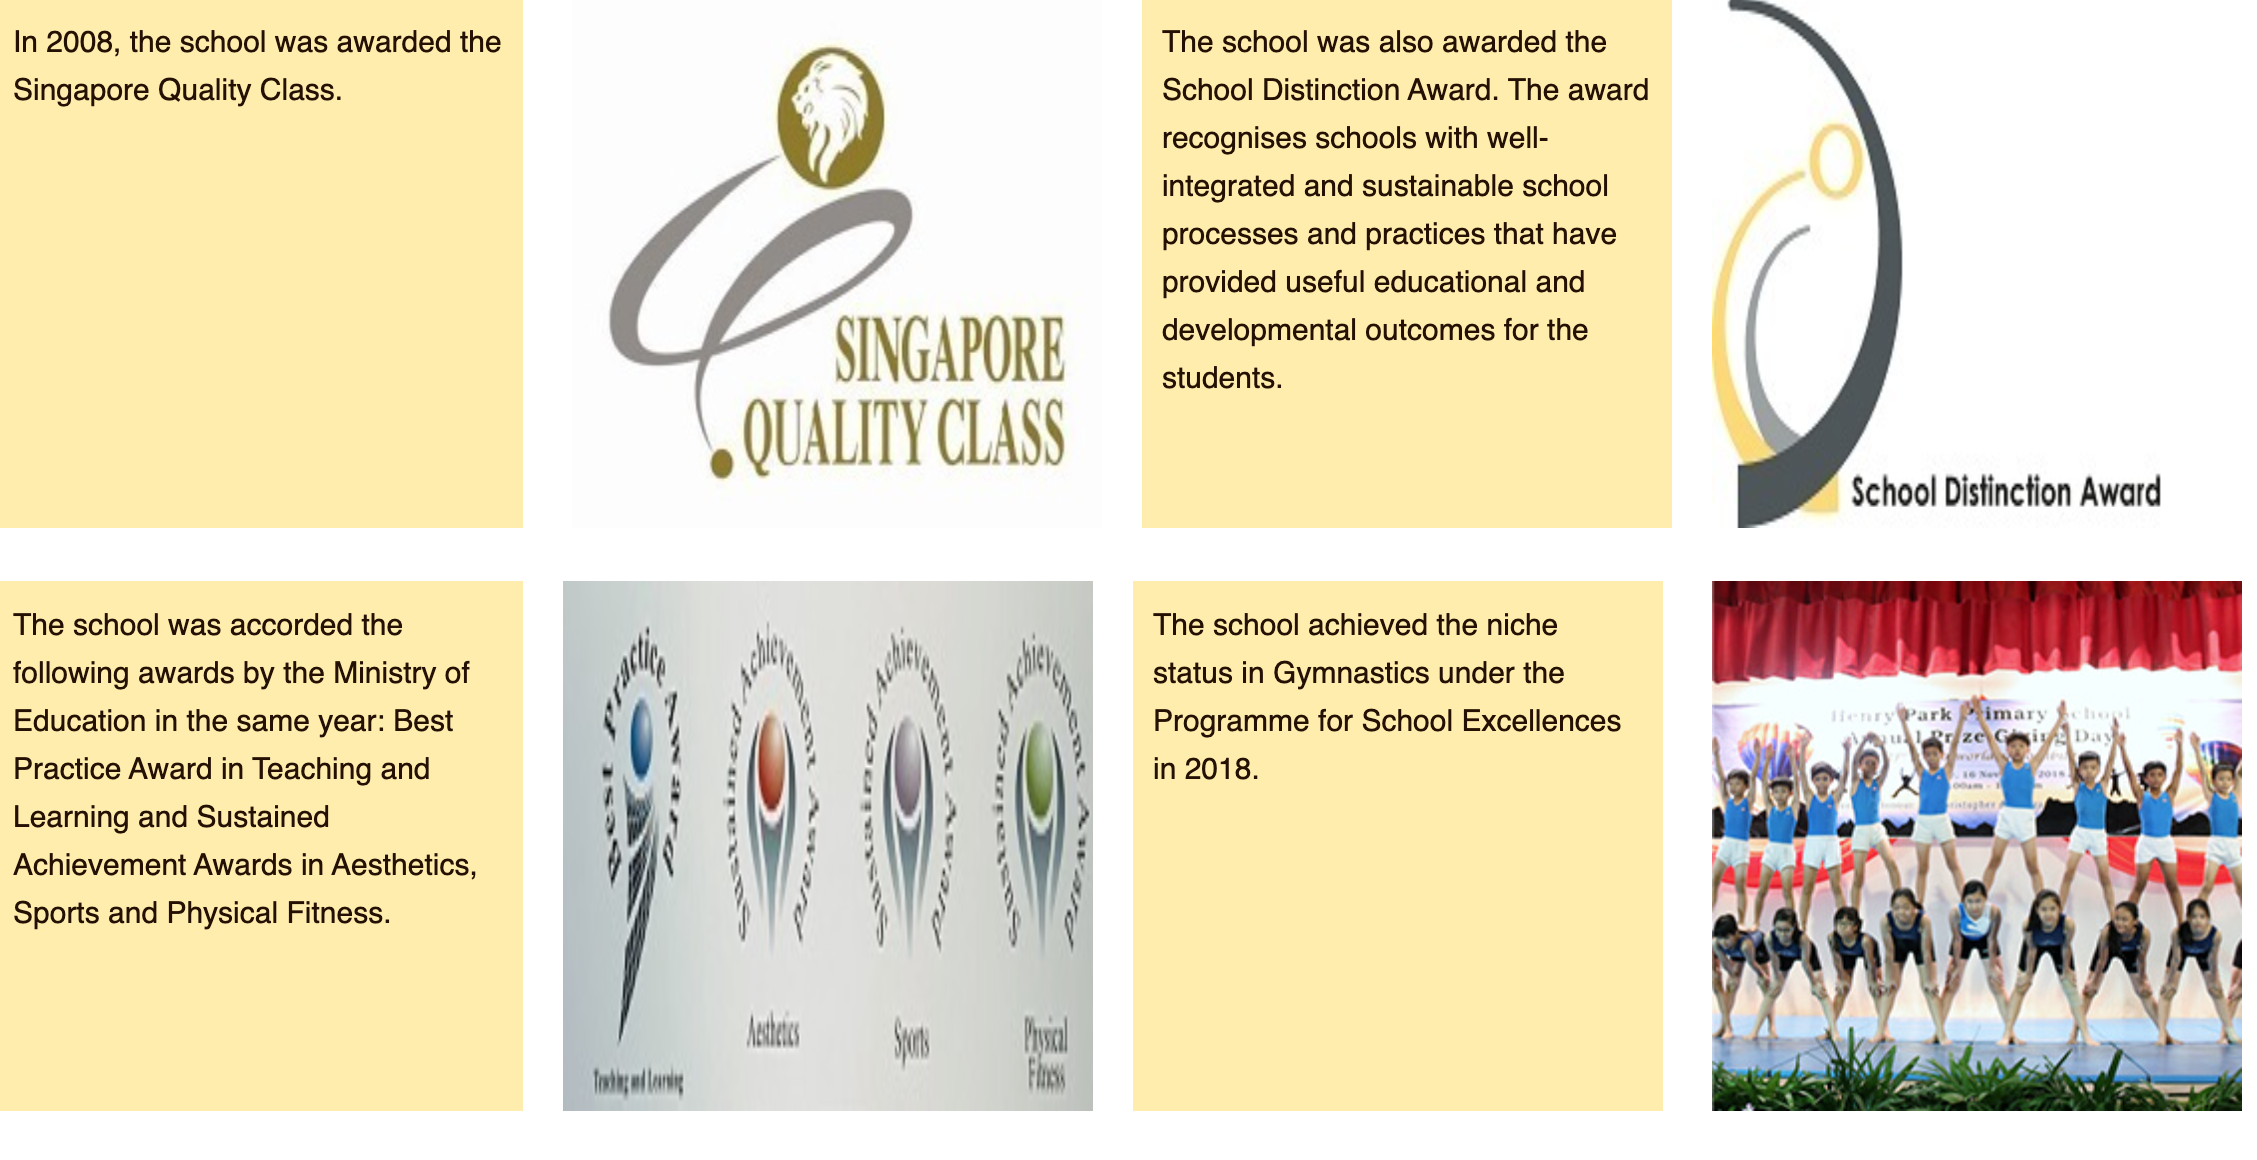 In 2008, the school was awarded the
Singapore Quality Class.
SINGAPORE
QUALITY CLASS
The school was also awarded the
School Distinction Award. The award
recognises schools with well-
integrated and sustainable school
processes and practices that have
provided useful educational and
developmental outcomes for the
students.
School Distinction Award
The school was accorded the
following awards by the Ministry of
Education in the same year: Best
Practice Award in Teaching and
Learning and Sustained
Achievement Awards in Aesthetics,
Sports and Physical Fitness.
Best Practice Award
Teaching and Learning
Sustained Achievement Award
Aesthetics
Sustained Achievement Award
Sports
Sustained Achievement Award
Physical
Fitness
The school achieved the niche
status in Gymnastics under the
Programme for School Excellences
in 2018.
Henry Park Primary School
Annual Prize Giving Day